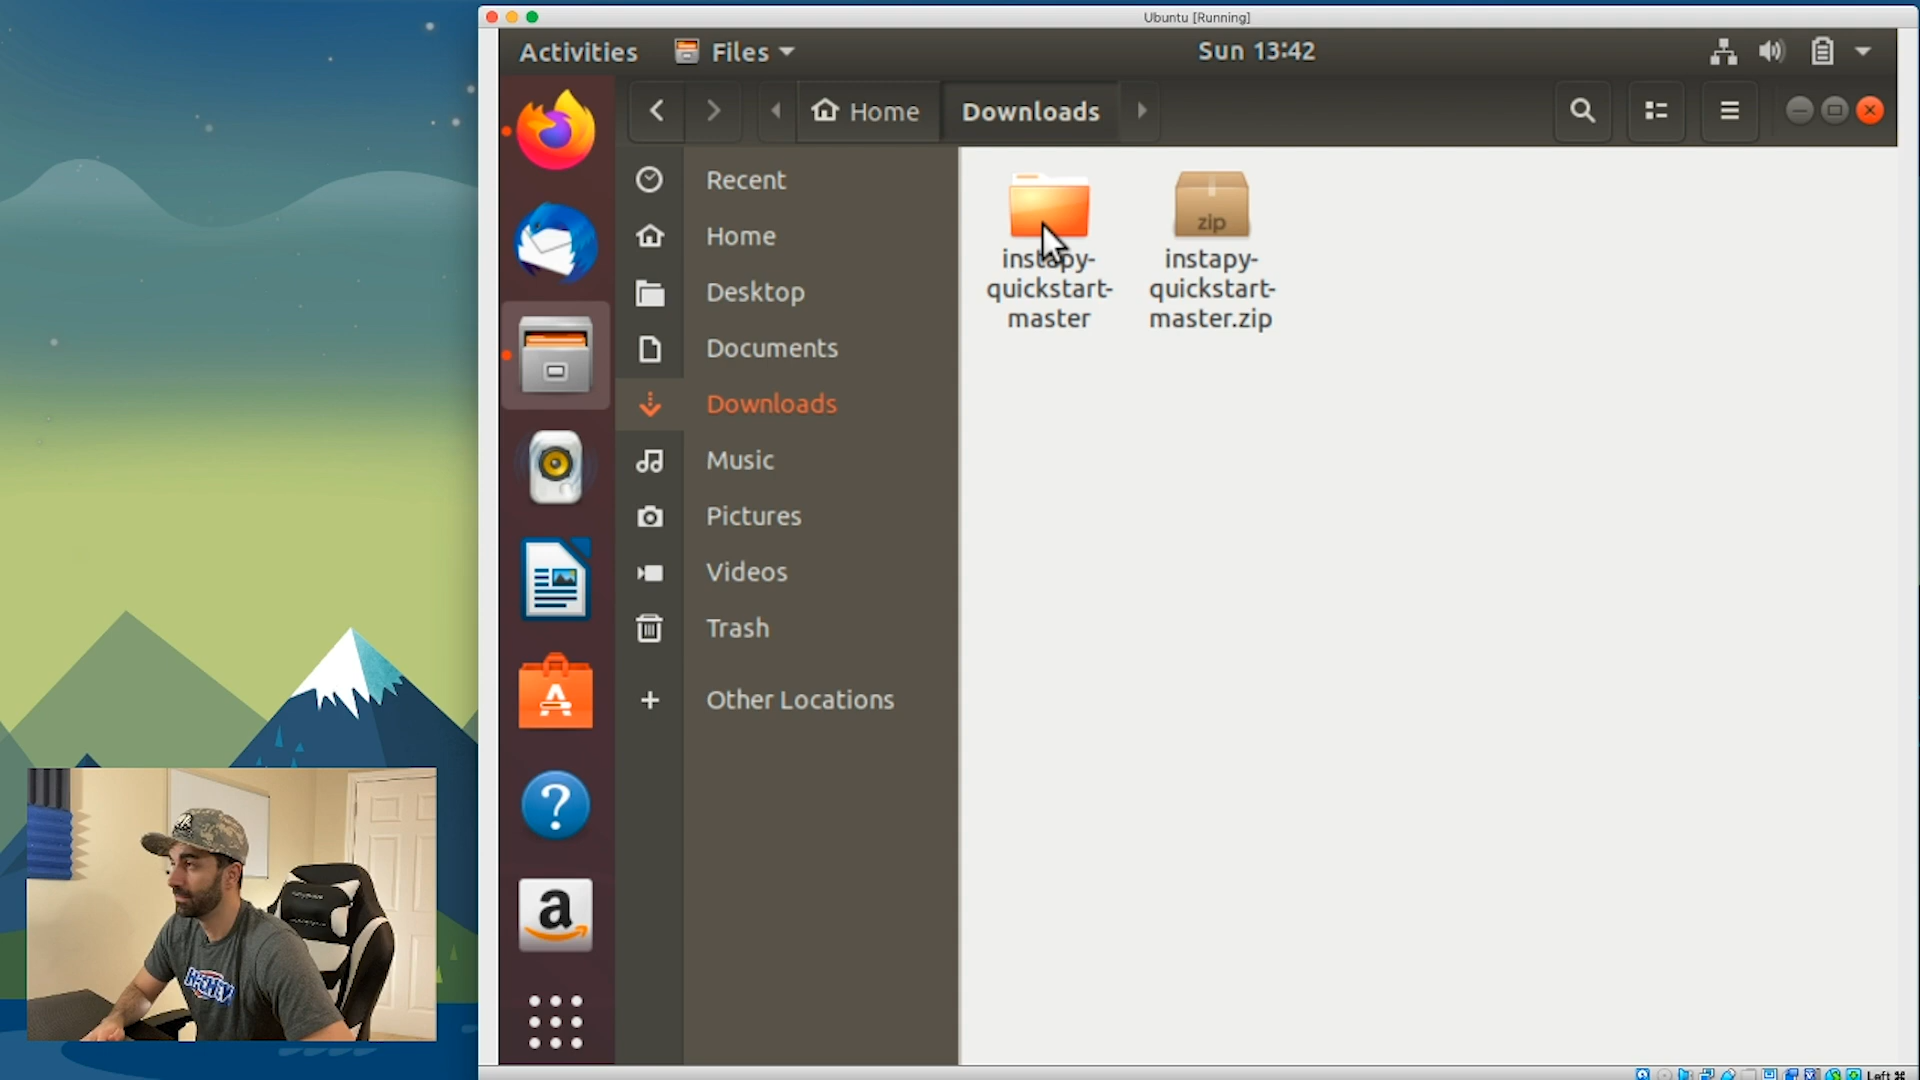 Ubuntu [Running]
Activities
Files
Sun 13:42
Home
Downloads
Recent
Home
Desktop
Documents
Downloads
Music
Pictures
Videos
Trash
Other Locations
instapy-
quickstart-
master
zip
instapy-
quickstart-
master.zip
a
?
Left ⌘